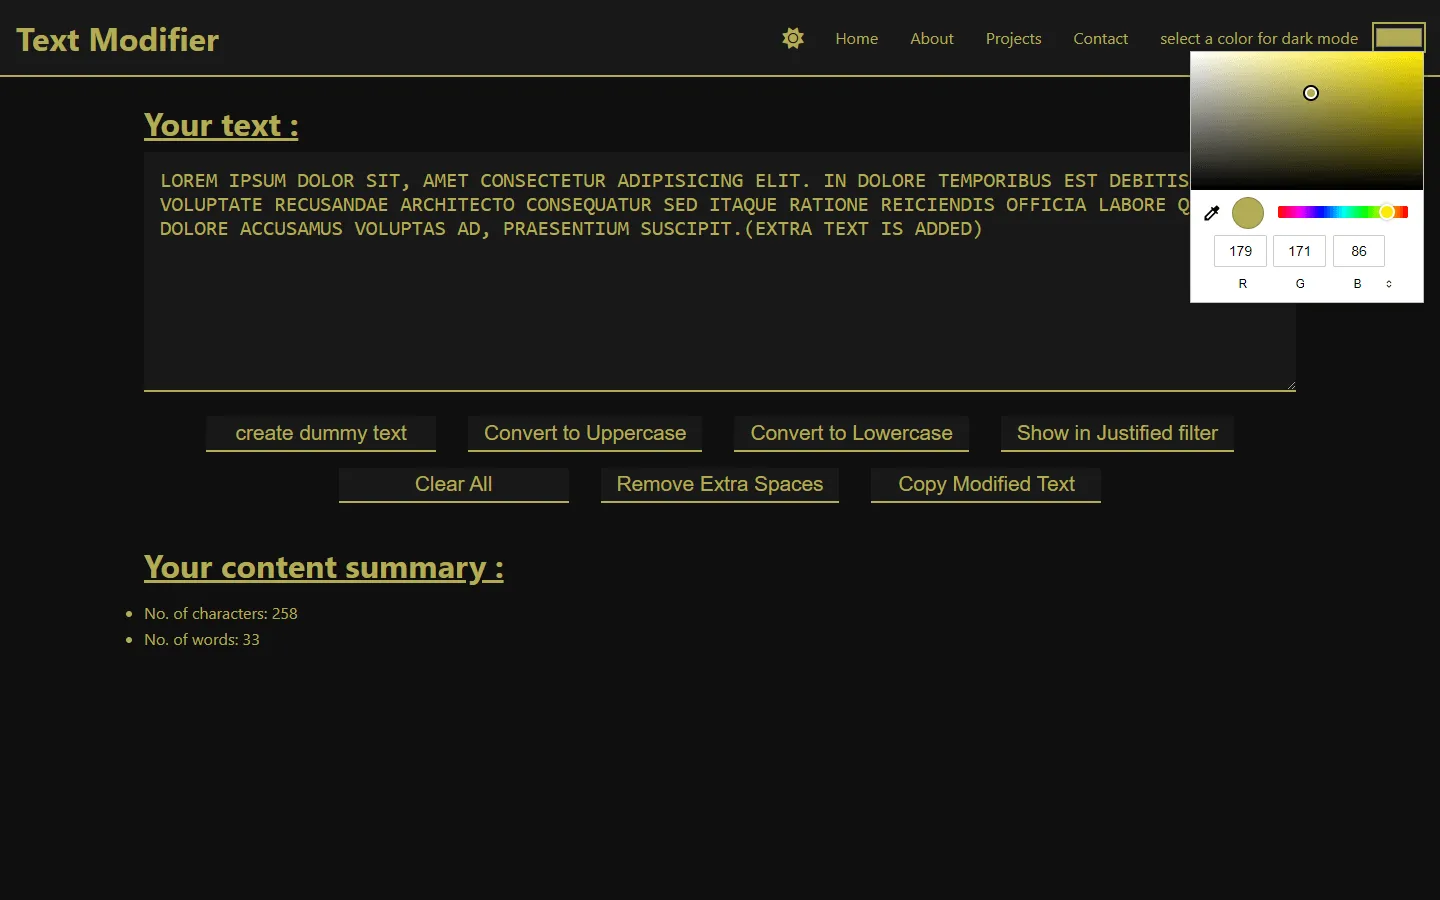 Text Modifier
Home
About
Projects
Contact
select a color for dark mode
Your text :
LOREM IPSUM DOLOR SIT, AMET CONSECTETUR ADIPISICING ELIT. IN DOLORE TEMPORIBUS EST DEBITIS
VOLUPTATE RECUSANDAE ARCHITECTO CONSEQUATUR SED ITAQUE RATIONE REICIENDIS OFFICIA LABORE
DOLORE ACCUSAMUS VOLUPTAS AD, PRAESENTIUM SUSCIPIT.(EXTRA TEXT IS ADDED)
179
171
86
R
G
B
create dummy text
Convert to Uppercase
Convert to Lowercase
Show in Justified filter
Clear All
Remove Extra Spaces
Copy Modified Text
Your content summary :
No. of characters: 258
No. of words: 33